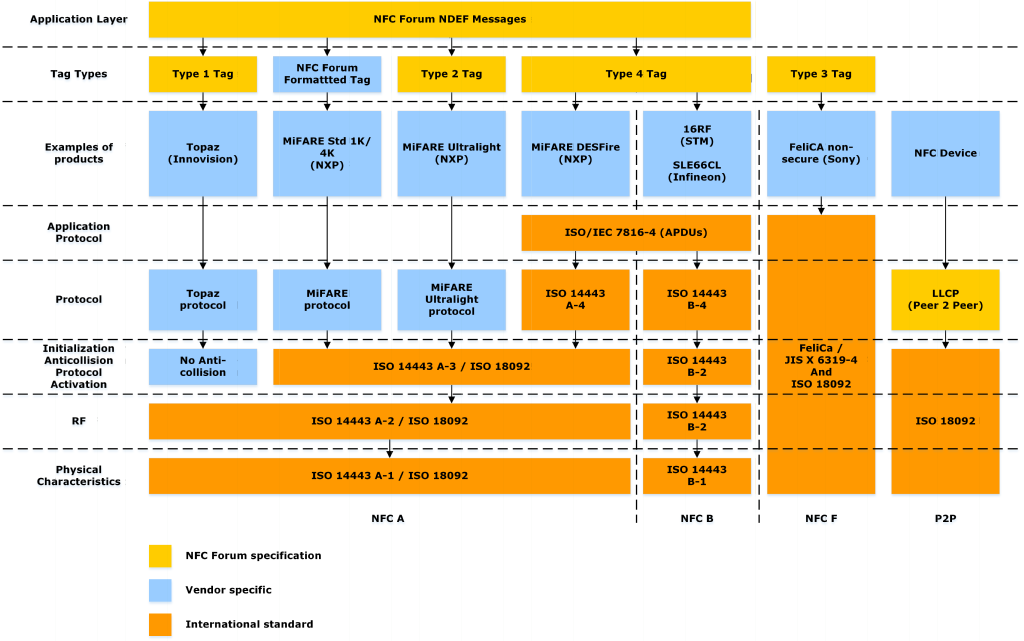 Application Layer
NFC Forum NDEF Messages
Tag Types
Type 1 Tag
NFC Forum
Formattted Tag
Type 2 Tag
Type 4 Tag
Type 3 Tag
Examples of
products
Topaz
(Innovision)
MiFARE Std 1K/
4K
(NXP)
MiFARE Ultralight
(NXP)
MiFARE DESFire
(NXP)
16RF
(STM)
SLE66CL
(Infineon)
FeliCA non-
secure (Sony)
NFC Device
Application
Protocol
ISO/IEC 7816-4 (APDUs)
Protocol
Topaz
protocol
MiFARE
protocol
MiFARE
Ultralight
protocol
ISO 14443
A-4
ISO 14443
B-4
LLCP
(Peer 2 Peer)
Initialization
Anticollision
Protocol
Activation
No Anti-
collision
ISO 14443 A-3 / ISO 18092
ISO 14443
B-2
FeliCa /
JIS X 6319-4
And
ISO 18092
RF
ISO 14443 A-2 / ISO 18092
ISO 14443
B-2
ISO 18092
Physical
Characteristics
ISO 14443 A-1 / ISO 18092
ISO 14443
B-1
NFC A
NFC B
NFC F
P2P
NFC Forum specification
Vendor specific
International standard